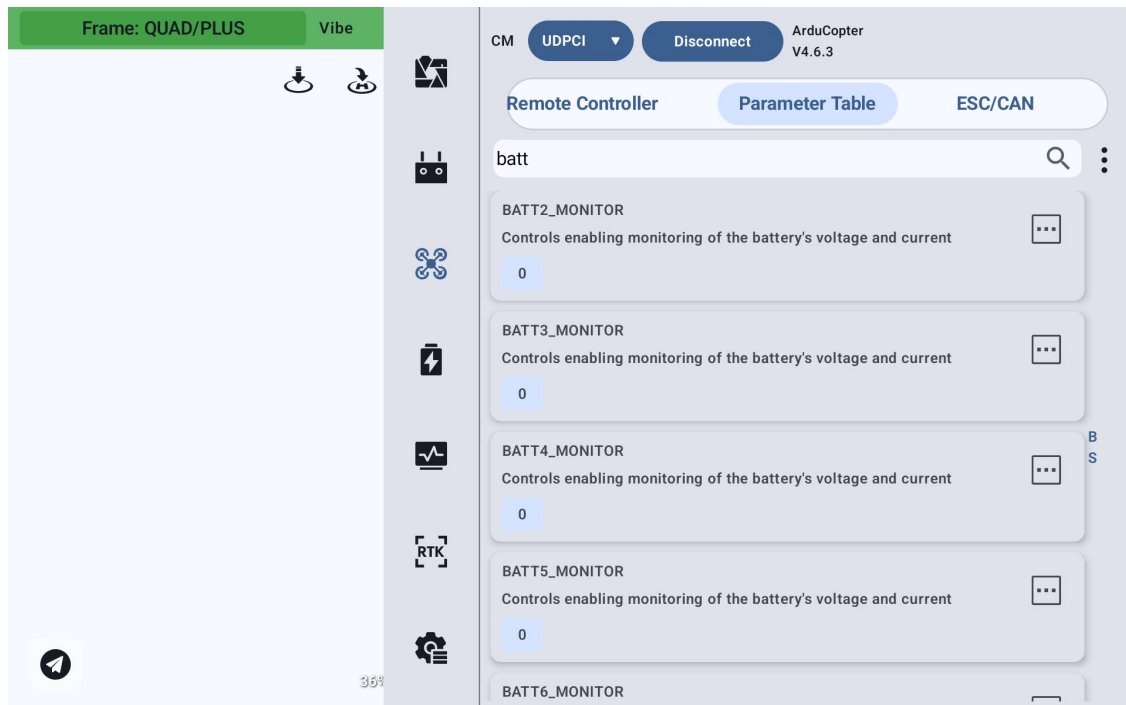 Frame: QUAD/PLUS
Vibe
CM
UDPCI
Disconnect
ArduCopter
V4.6.3
Remote Controller
Parameter Table
ESC/CAN
batt
BATT2_MONITOR
Controls enabling monitoring of the battery's voltage and current
0
BATT3_MONITOR
Controls enabling monitoring of the battery's voltage and current
0
BATT4_MONITOR
Controls enabling monitoring of the battery's voltage and current
0
BATT5_MONITOR
Controls enabling monitoring of the battery's voltage and current
0
BATT6_MONITOR
B
S
RTK
36%